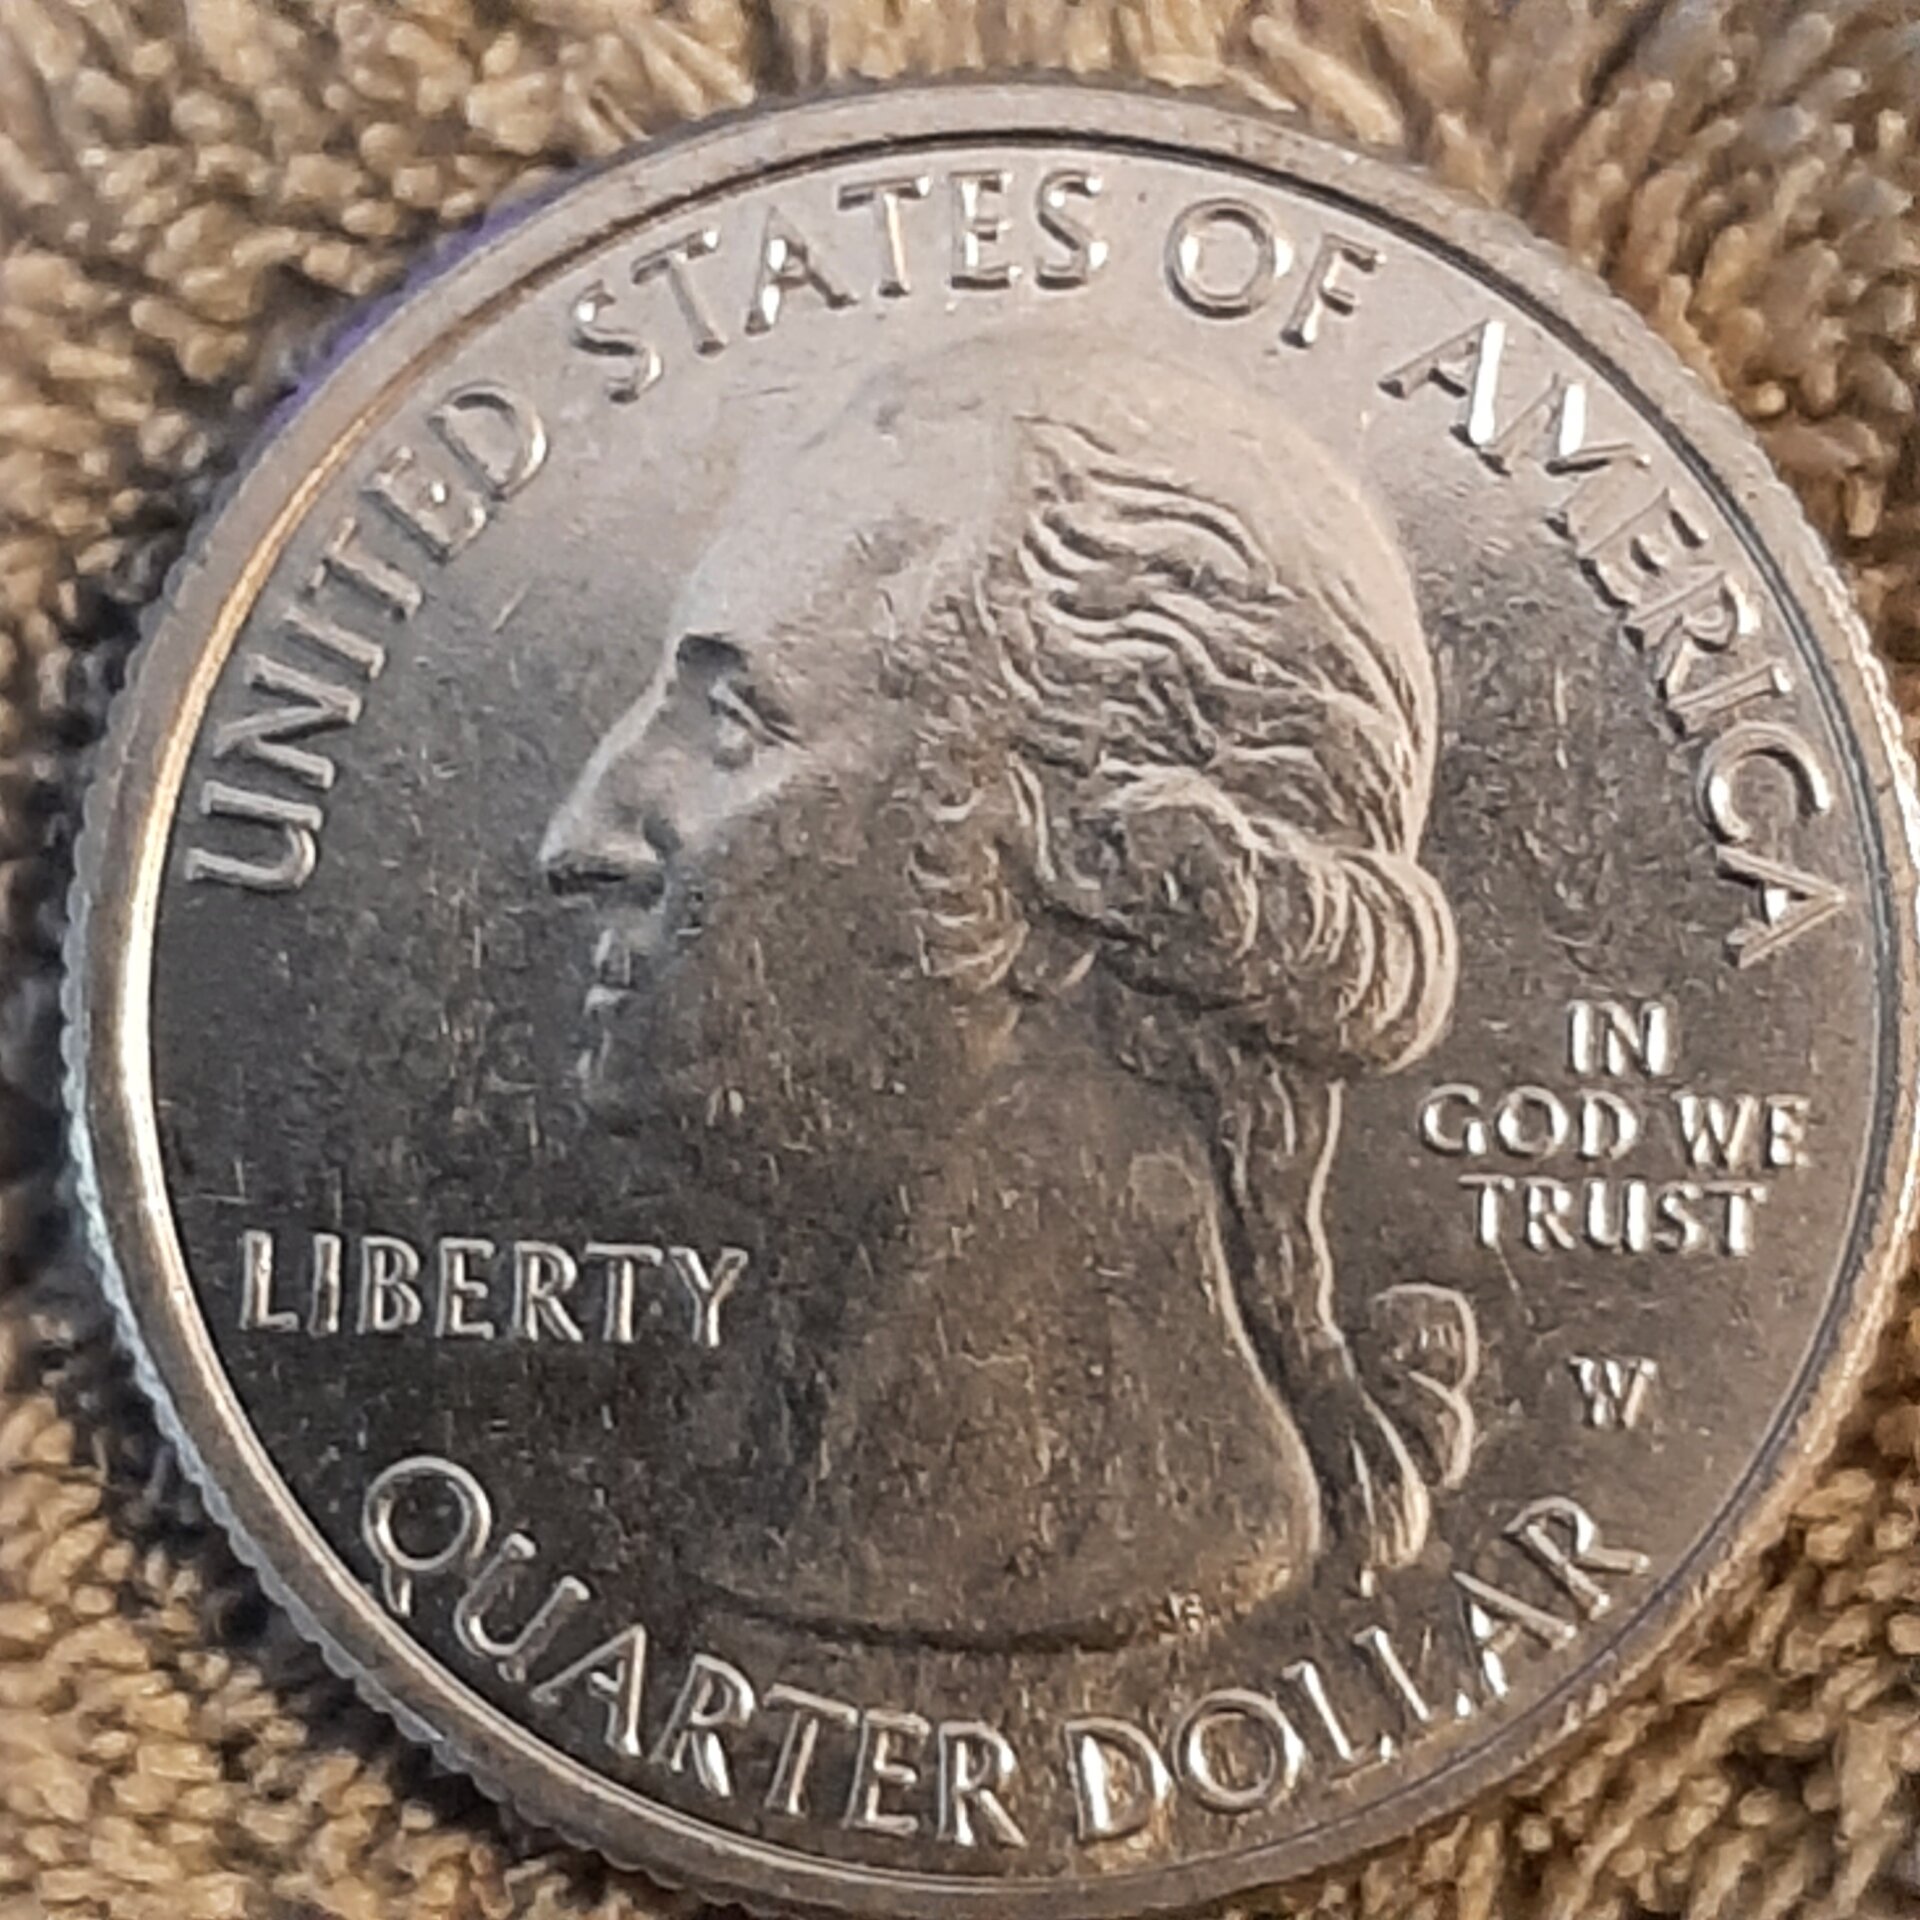 UNITED STATES OF AMERICA
IN
GOD WE
TRUST
LIBERTY
W
QUARTER DOLLAR